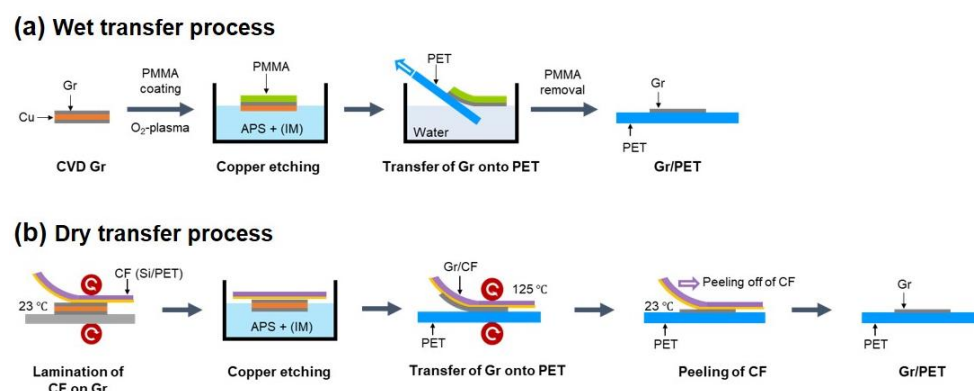 (a) Wet transfer process
Gr
Cu
CVD Gr
PMMA
coating
O₂-plasma
PMMA
APS + (IM)
Copper etching
PET
Water
Transfer of Gr onto PET
PMMA
removal
Gr
PET
Gr/PET
(b) Dry transfer process
CF (Si/PET)
23 ℃
Lamination of
CF on Gr
APS + (IM)
Copper etching
Gr/CF
125℃
PET
Transfer of Gr onto PET
Peeling off of CF
23℃
PET
Peeling of CF
Gr
PET
Gr/PET